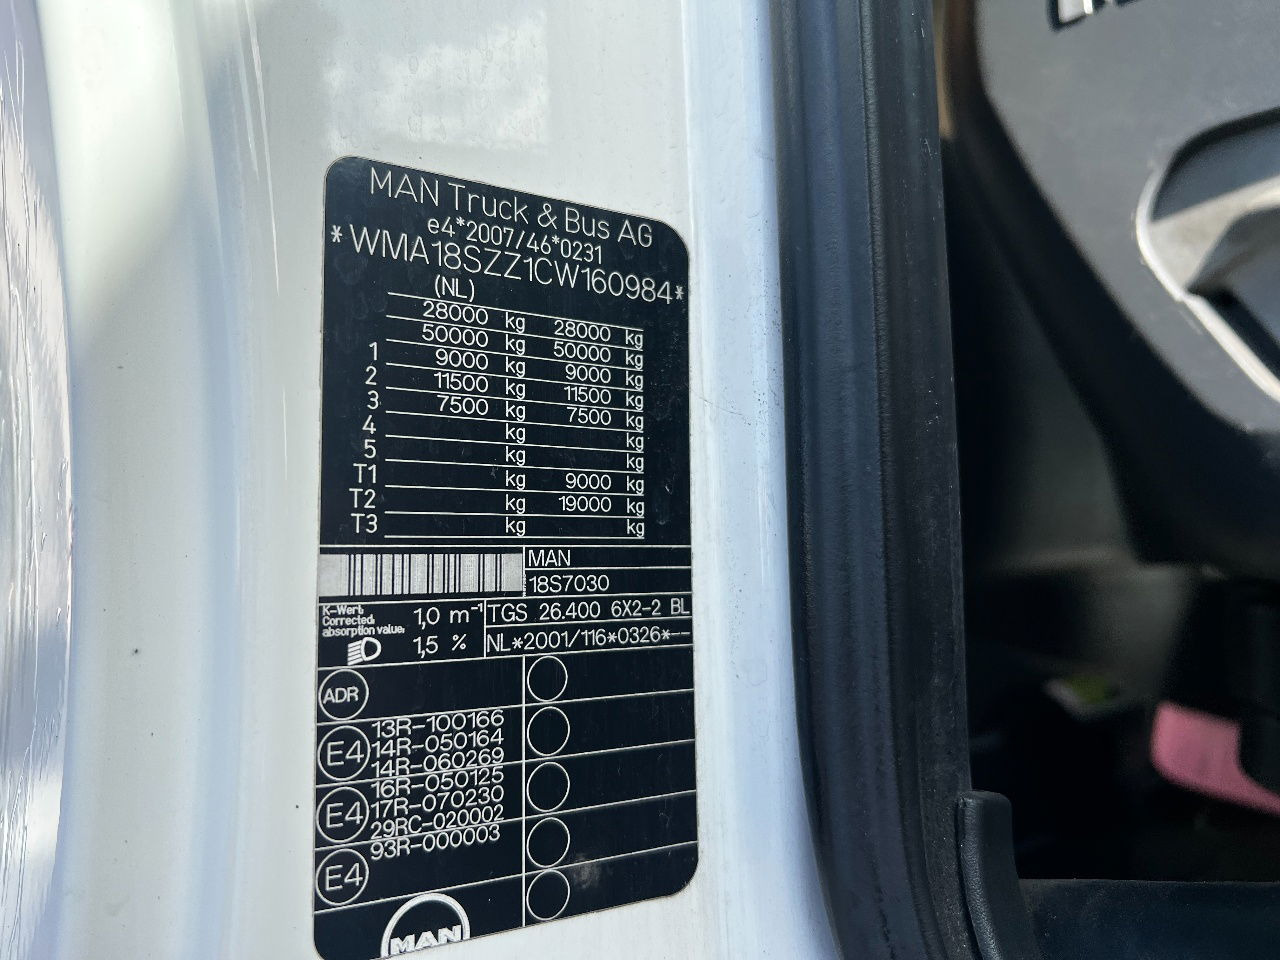 MAN Truck & Bus AG
e4*2007/46*0231
*WMA18SZZ1CW160984*
(NL)
28000 kg 28000 kg
50000 kg 50000 kg
1 9000 kg 9000 kg
2 11500 kg 11500 kg
3 7500 kg 7500 kg
4 kg kg
5 kg kg
T1 kg 9000 kg
T2 kg 19000 kg
T3 kg kg
MAN
18S7030
K-Wert,
Corrected,
absorption value,
1,0 m⁻¹
TGS 26.400 6X2-2 BL
1,5 %
NL*2001/116*0326*--
ADR
13R-100166
E4 14R-050164
14R-060269
16R-050125
E4 17R-070230
29RC-020002
93R-000003
E4
MAN